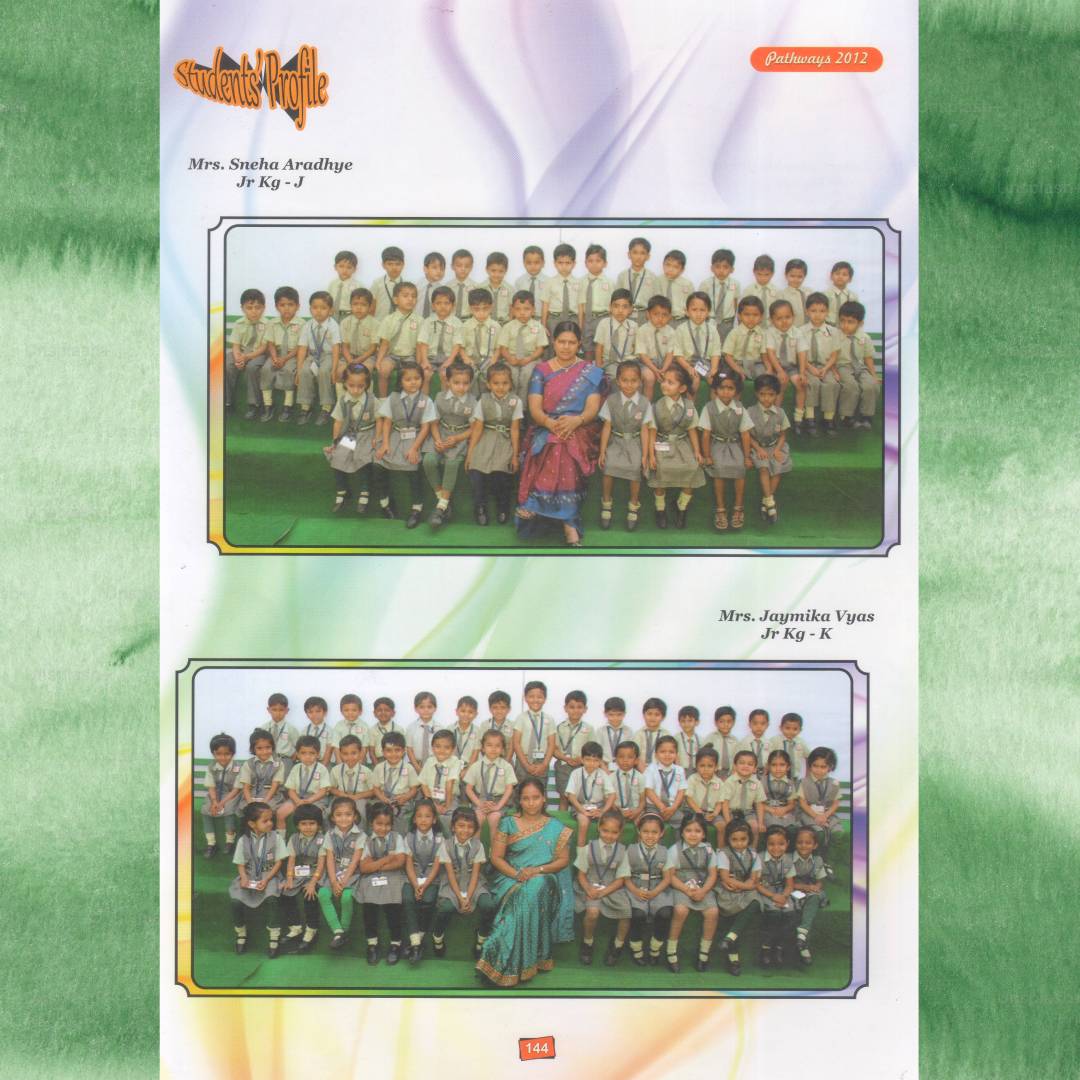 Students' Profile
Pathways 2012
Mrs. Sneha Aradhye
Jr Kg - J
Mrs. Jaymika Vyas
Jr Kg - K
144